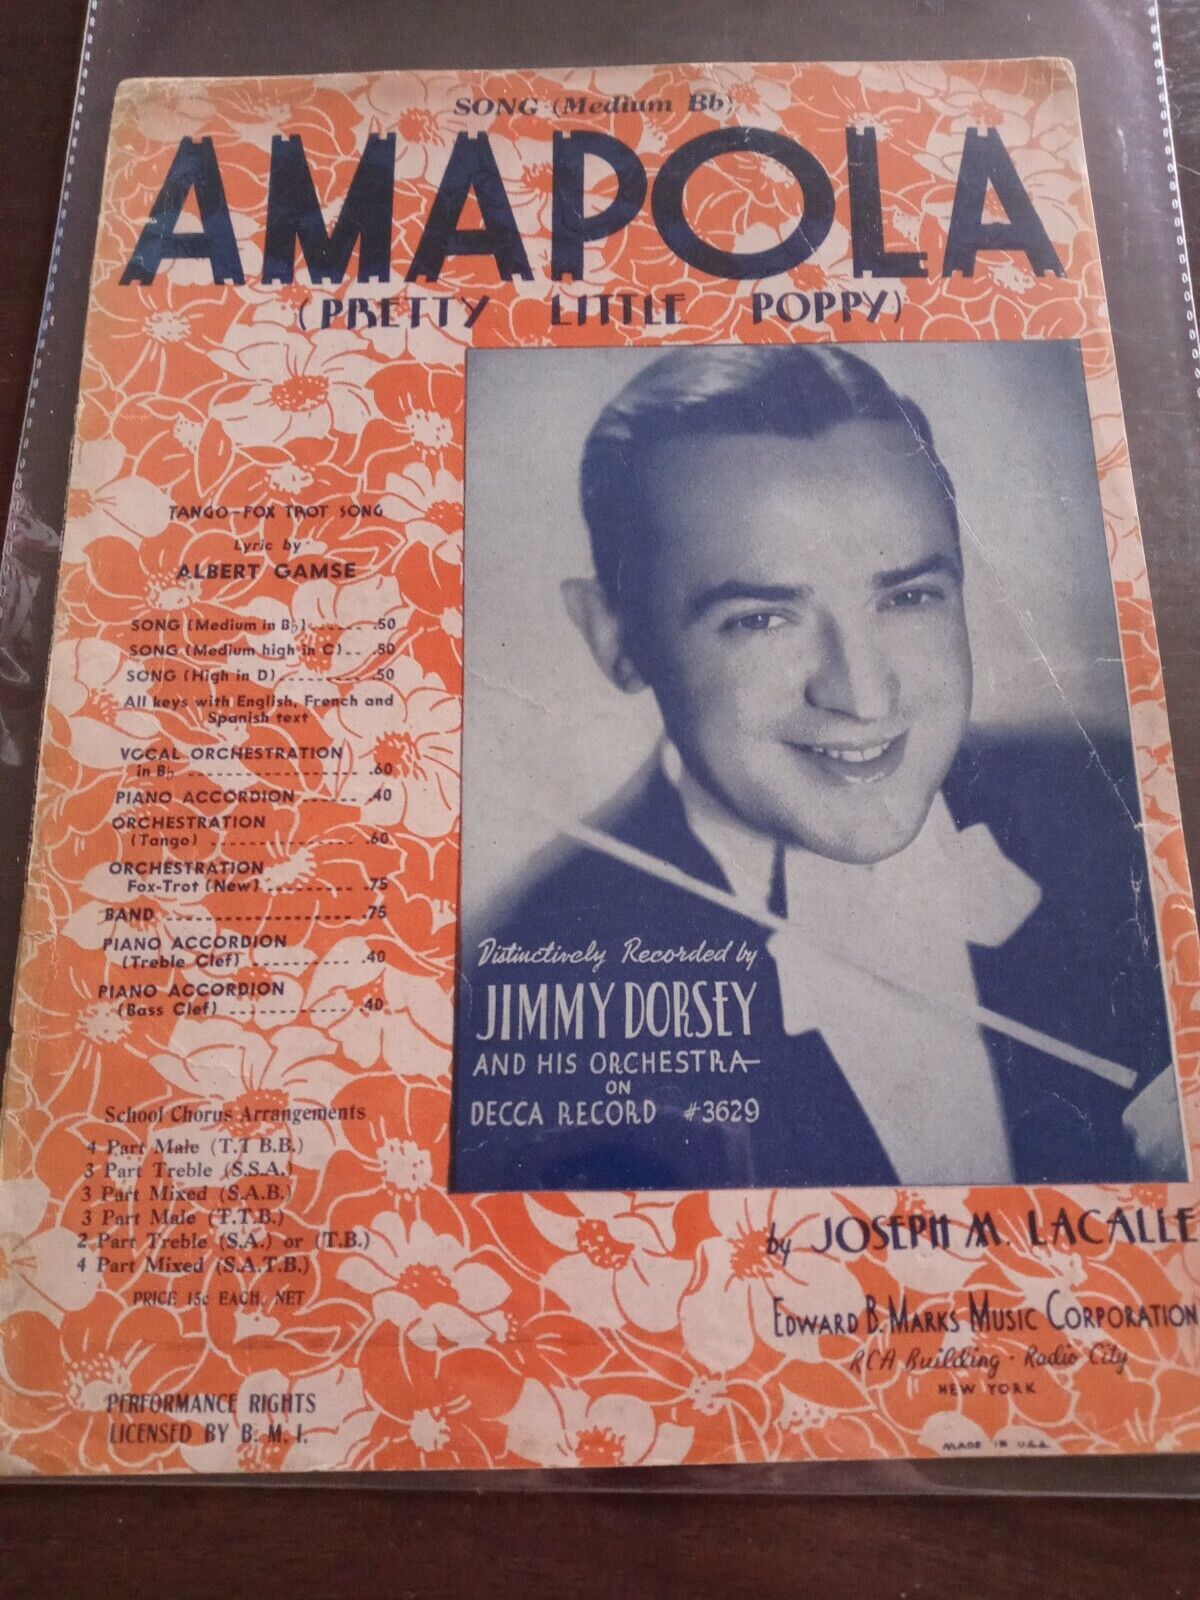 SONG (Medium Bb)
AMAPOLA
(PRETTY LITTLE POPPY)
TANGO-FOX TROT SONG
Lyric by
ALBERT GAMSE
SONG (Medium in B♭) ------ .50
SONG (Medium high in C) -- .50
SONG (High in D) --------- .50
All keys with English, French and
Spanish text
VOCAL ORCHESTRATION
in B♭ ---------------- .60
PIANO ACCORDION ------ .40
ORCHESTRATION
(Tango) -------------- .60
ORCHESTRATION
Fox-Trot (New) --------- .75
BAND ------------------- .75
PIANO ACCORDION
(Treble Clef) ---------- .40
PIANO ACCORDION
(Bass Clef) ------------ .40
School Chorus Arrangements
4 Part Male (T.T B.B.)
3 Part Treble (S.S.A.)
3 Part Mixed (S.A.B.)
3 Part Male (T.T.B.)
2 Part Treble (S.A.) or (T.B.)
4 Part Mixed (S.A.T.B.)
PRICE 15c EACH, NET
PERFORMANCE RIGHTS
LICENSED BY B. M. I.
Distinctively Recorded by
JIMMY DORSEY
AND HIS ORCHESTRA
ON
DECCA RECORD #3629
by JOSEPH M. LACALLE
EDWARD B. MARKS MUSIC CORPORATION
RCA Building · Radio City
NEW YORK
MADE IN U.S.A.